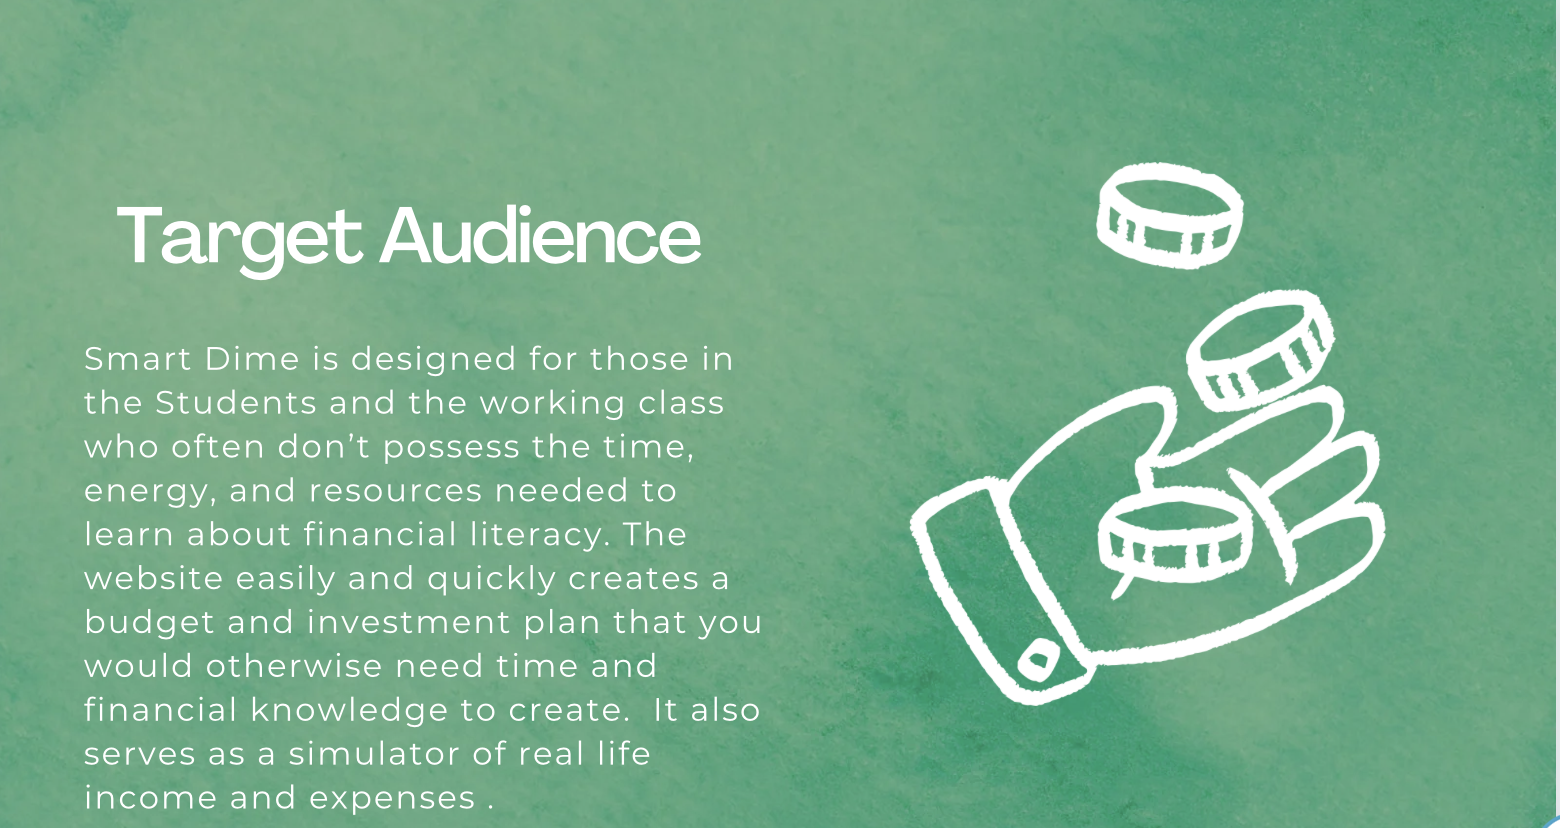 Target Audience
Smart Dime is designed for those in
the Students and the working class
who often don’t possess the time,
energy, and resources needed to
learn about financial literacy. The
website easily and quickly creates a
budget and investment plan that you
would otherwise need time and
financial knowledge to create.  It also
serves as a simulator of real life
income and expenses .